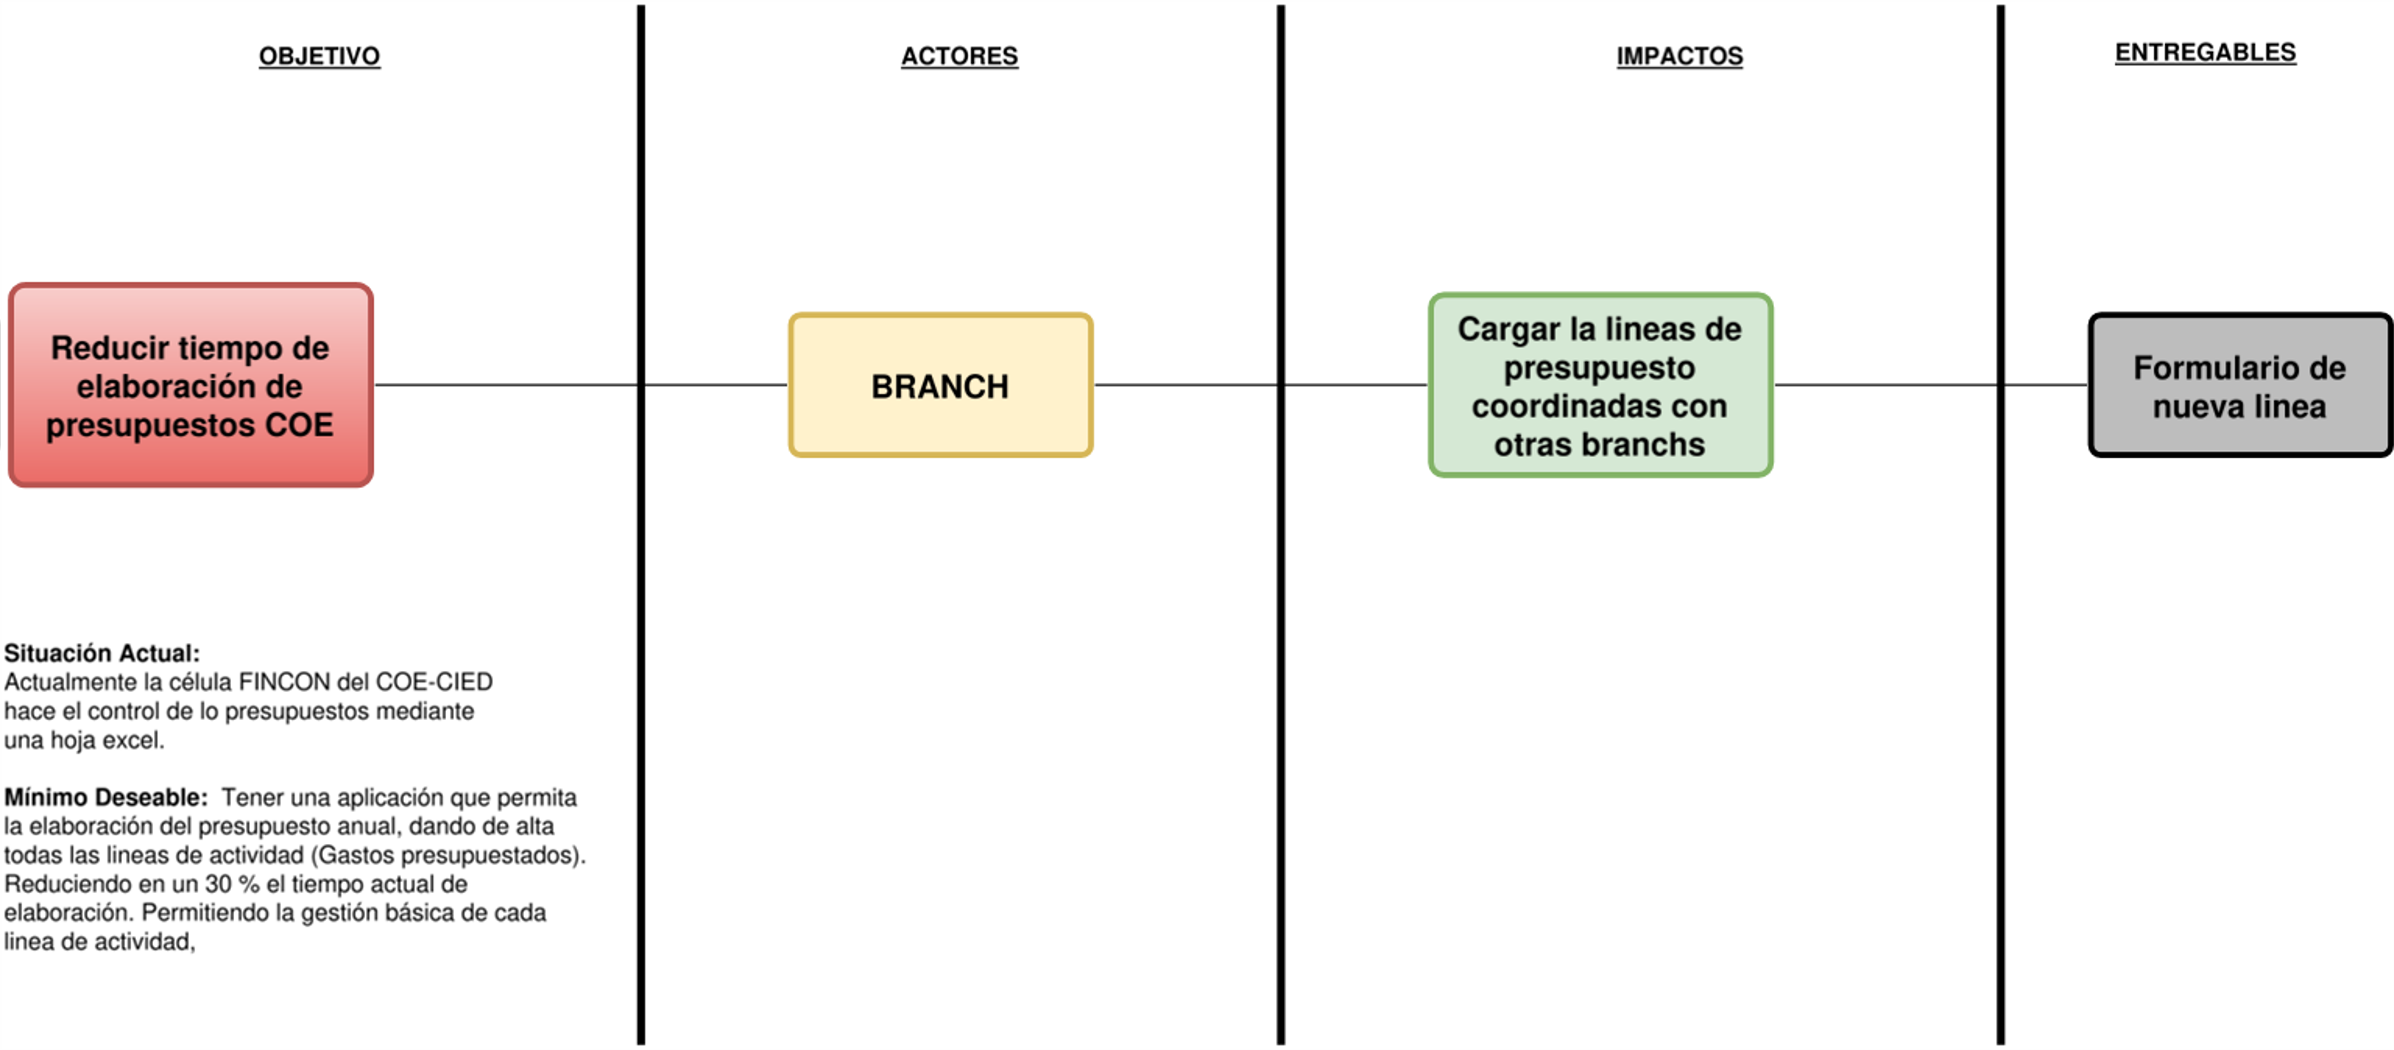 OBJETIVO
ACTORES
IMPACTOS
ENTREGABLES
Reducir tiempo de
elaboración de
presupuestos COE
BRANCH
Cargar la lineas de
presupuesto
coordinadas con
otras branchs
Formulario de
nueva linea
Situación Actual:
Actualmente la célula FINCON del COE-CIED
hace el control de lo presupuestos mediante
una hoja excel.
Mínimo Deseable: Tener una aplicación que permita
la elaboración del presupuesto anual, dando de alta
todas las lineas de actividad (Gastos presupuestados).
Reduciendo en un 30 % el tiempo actual de
elaboración. Permitiendo la gestión básica de cada
linea de actividad,